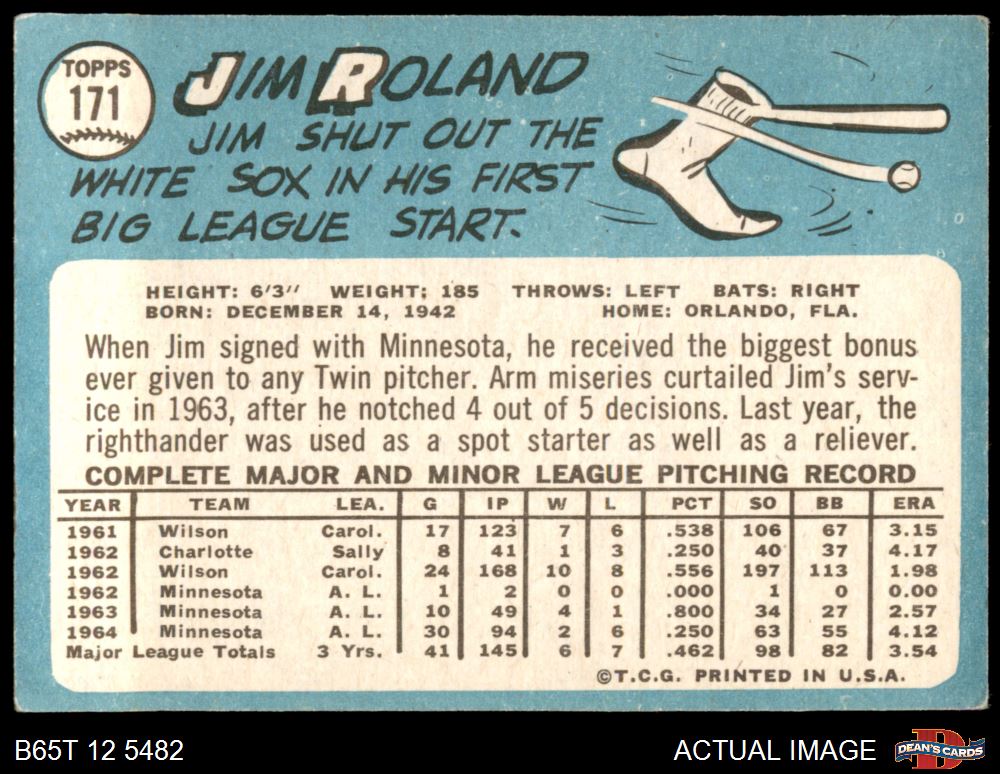 TOPPS
171
JIM ROLAND
JIM SHUT OUT THE
WHITE SOX IN HIS FIRST
BIG LEAGUE START.
HEIGHT: 6'3" WEIGHT: 185 THROWS: LEFT BATS: RIGHT
BORN: DECEMBER 14, 1942 HOME: ORLANDO, FLA.
When Jim signed with Minnesota, he received the biggest bonus
ever given to any Twin pitcher. Arm miseries curtailed Jim's serv-
ice in 1963, after he notched 4 out of 5 decisions. Last year, the
righthander was used as a spot starter as well as a reliever.
COMPLETE MAJOR AND MINOR LEAGUE PITCHING RECORD
YEAR TEAM LEA. G IP W L PCT SO BB ERA
1961 Wilson Carol. 17 123 7 6 .538 106 67 3.15
1962 Charlotte Sally 8 41 1 3 .250 40 37 4.17
1962 Wilson Carol. 24 168 10 8 .556 197 113 1.98
1962 Minnesota A. L. 1 2 0 0 .000 1 0 0.00
1963 Minnesota A. L. 10 49 4 1 .800 34 27 2.57
1964 Minnesota A. L. 30 94 2 6 .250 63 55 4.12
Major League Totals 3 Yrs. 41 145 6 7 .462 98 82 3.54
©T.C.G. PRINTED IN U.S.A.
B65T 12 5482 ACTUAL IMAGE DEAN'S CARDS